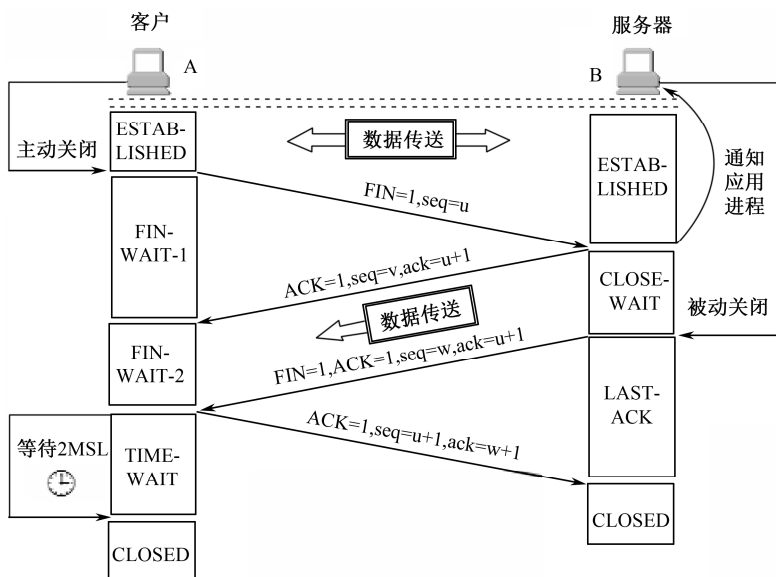 客户
服务器
A
B
ESTAB-
LISHED
数据传送
主动关闭
ESTAB-
LISHED
通知
应用
进程
FIN=1,seq=u
FIN-
WAIT-1
ACK=1,seq=v,ack=u+1
CLOSE-
WAIT
数据传送
被动关闭
FIN-
WAIT-2
FIN=1,ACK=1,seq=w,ack=u+1
LAST-
ACK
ACK=1,seq=u+1,ack=w+1
等待2MSL
TIME-
WAIT
CLOSED
CLOSED